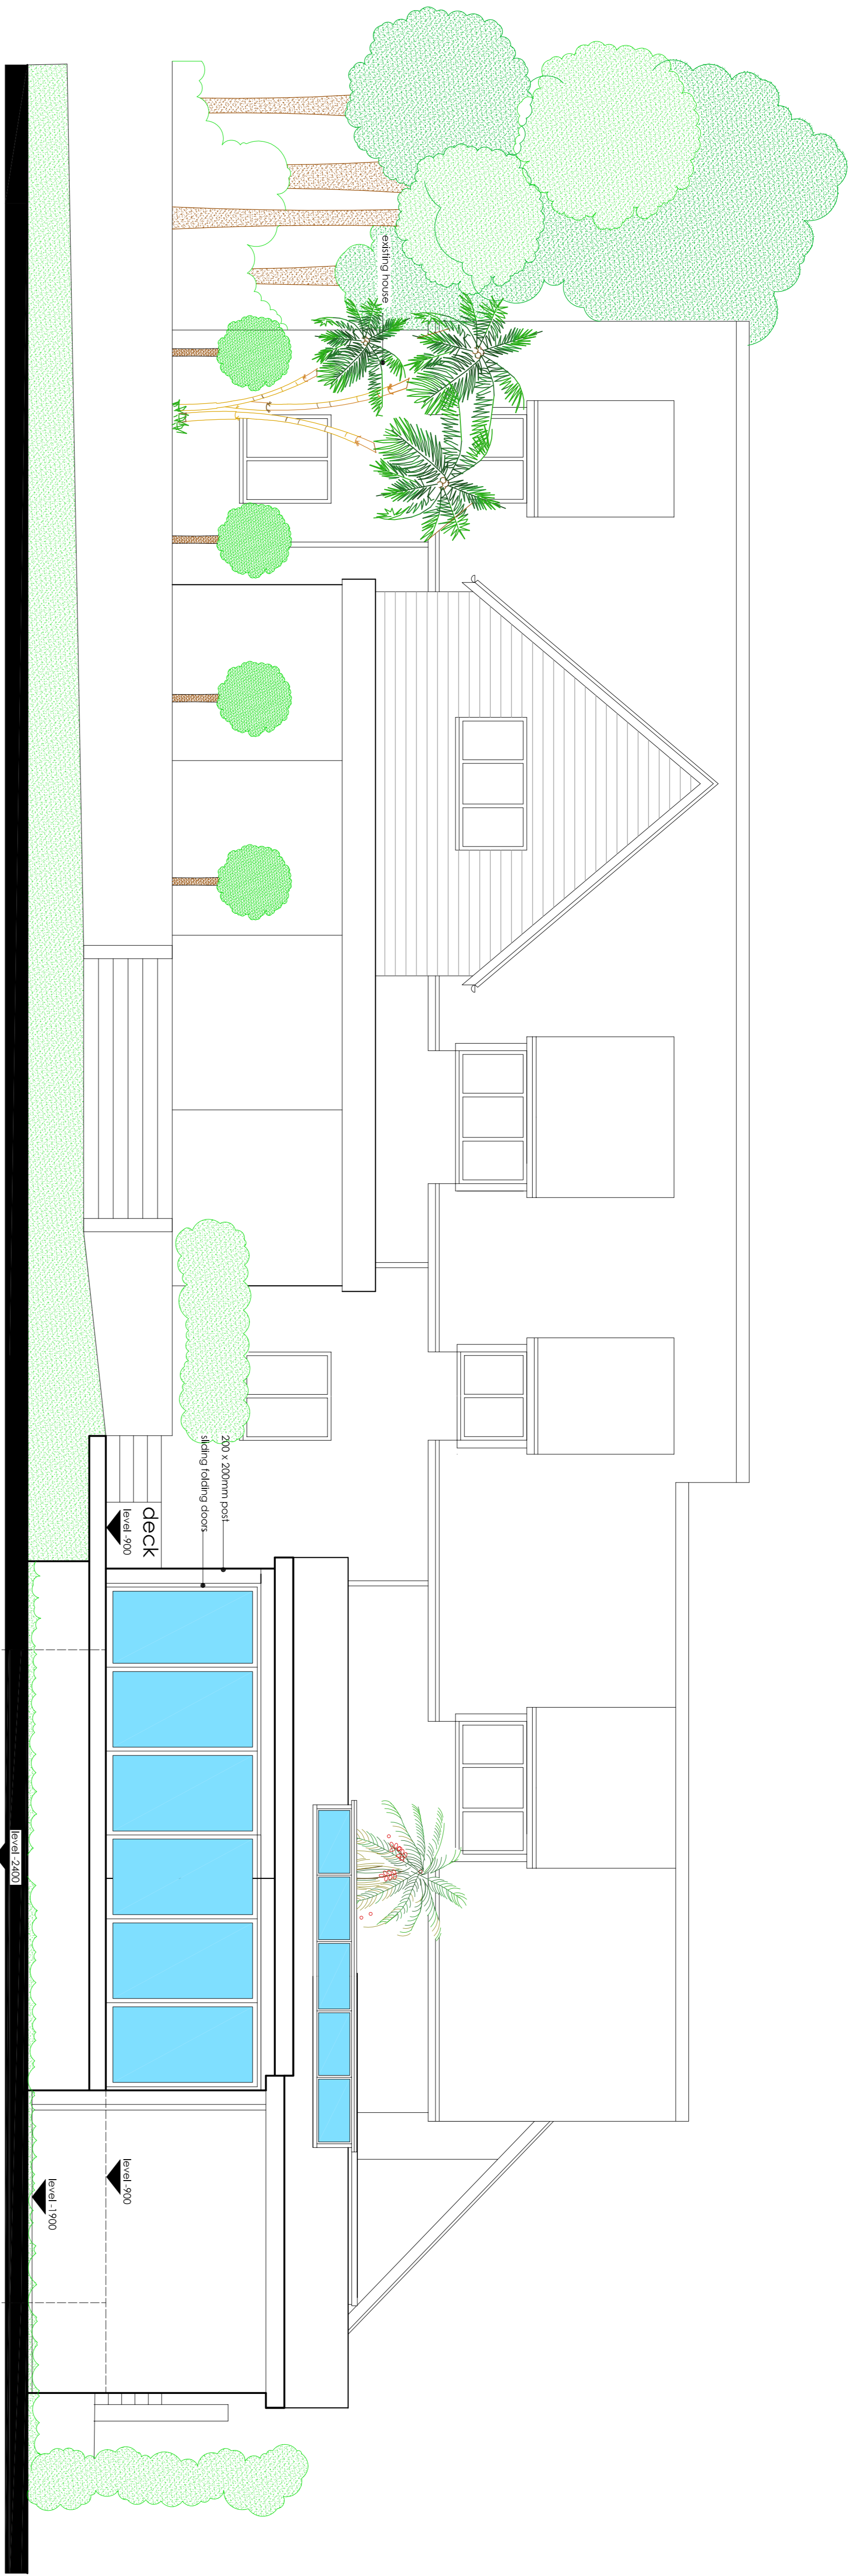 existing house
200 x 200mm post
sliding folding doors
deck
level -900
level -2400
level -900
level -1900